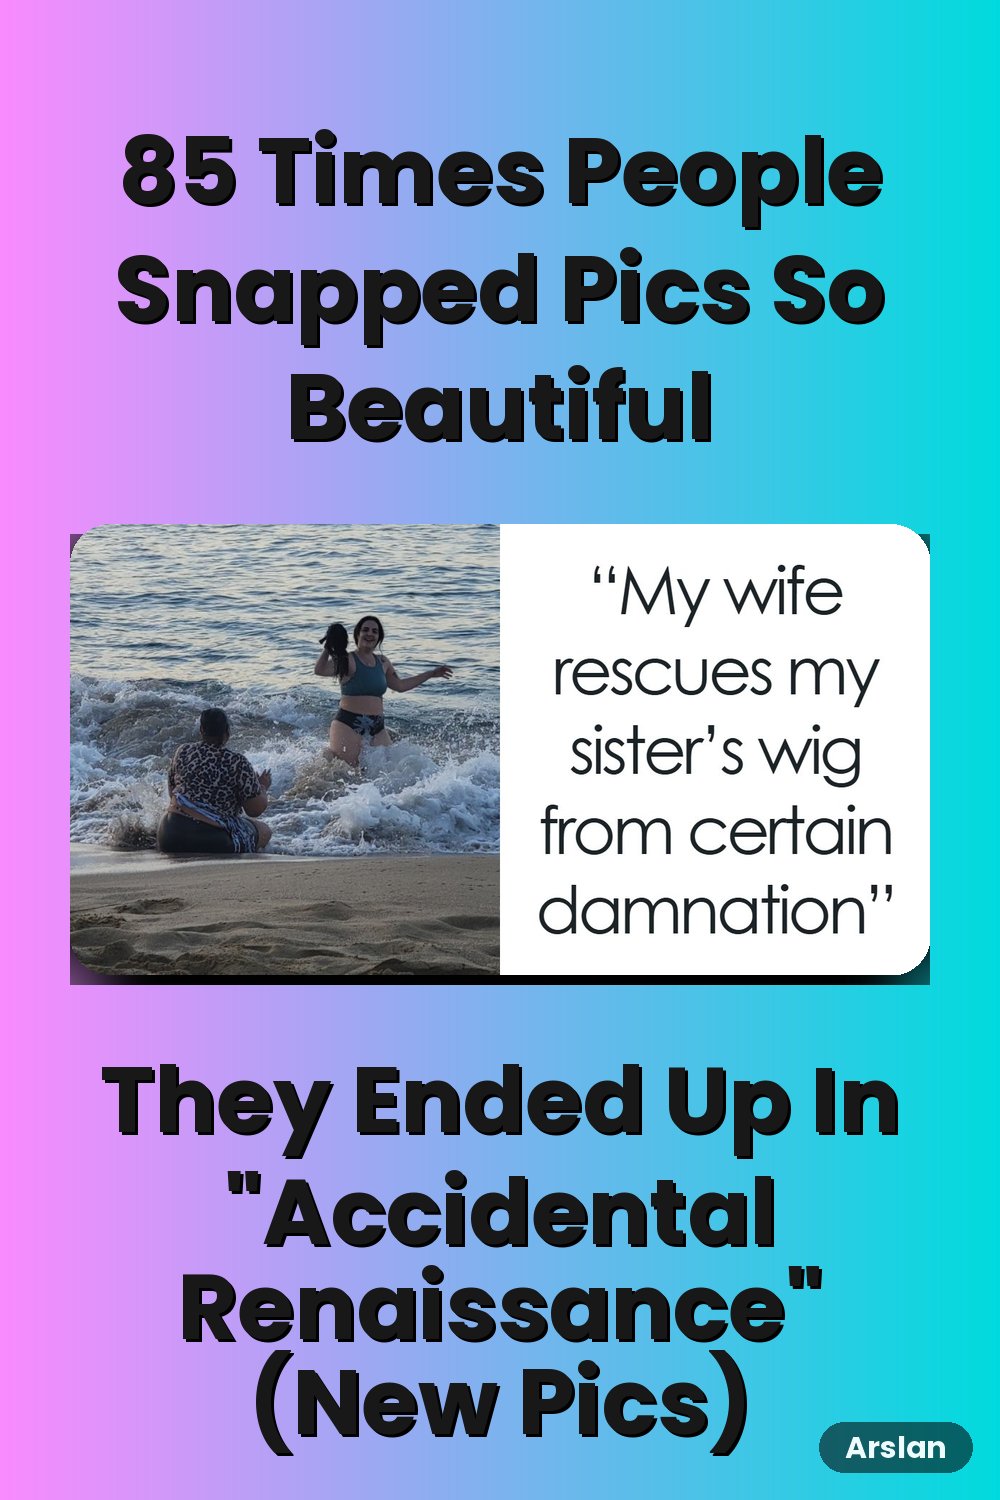 85 Times People
Snapped Pics So
Beautiful
“My wife
rescues my
sister’s wig
from certain
damnation”
They Ended Up In
"Accidental
Renaissance"
(New Pics)
Arslan